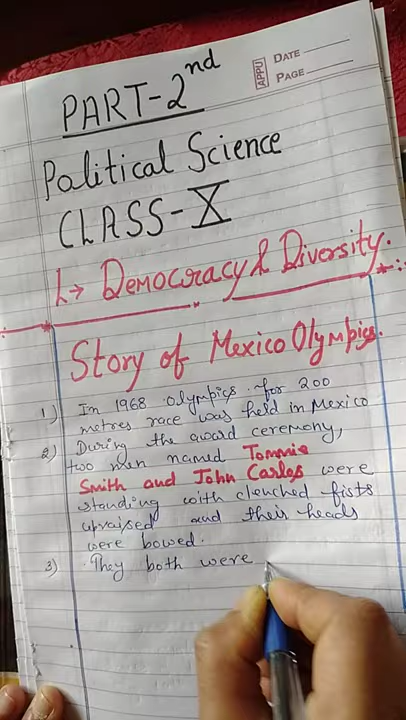 PART-2nd
APPU DATE
PAGE
Political Science
CLASS-X
L→ Democracy & Diversity.
Story of Mexico Olympics.
1) In 1968 olympics for 200
metres race was held in Mexico
2) During the award ceremony,
two men named Tommie
Smith and John Carlos were
standing with clenched fists
upraised and their heads
were bowed.
3) They both were